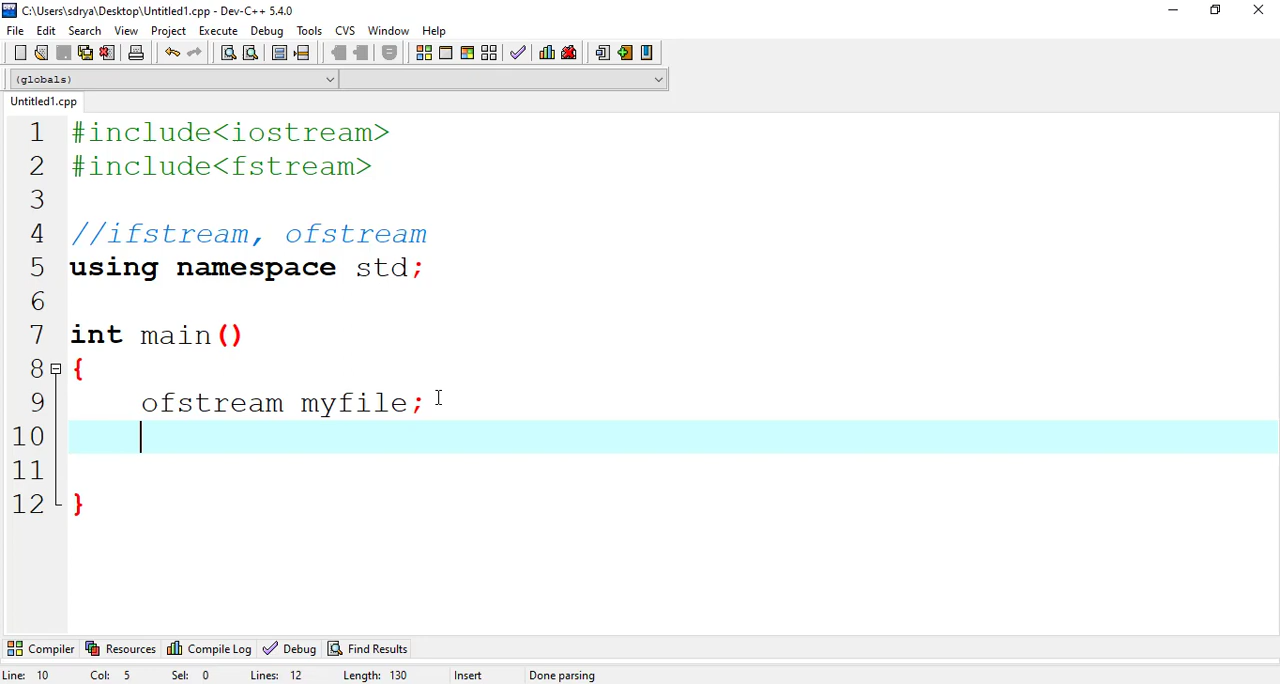 C:\Users\sdrya\Desktop\Untitled1.cpp - Dev-C++ 5.4.0
File Edit Search View Project Execute Debug Tools CVS Window Help
(globals)
Untitled1.cpp
1 #include<iostream>
2 #include<fstream>
3
4 //ifstream, ofstream
5 using namespace std;
6
7 int main()
8 {
9 ofstream myfile;
10
11
12 }
Compiler Resources Compile Log Debug Find Results
Line: 10 Col: 5 Sel: 0 Lines: 12 Length: 130 Insert Done parsing